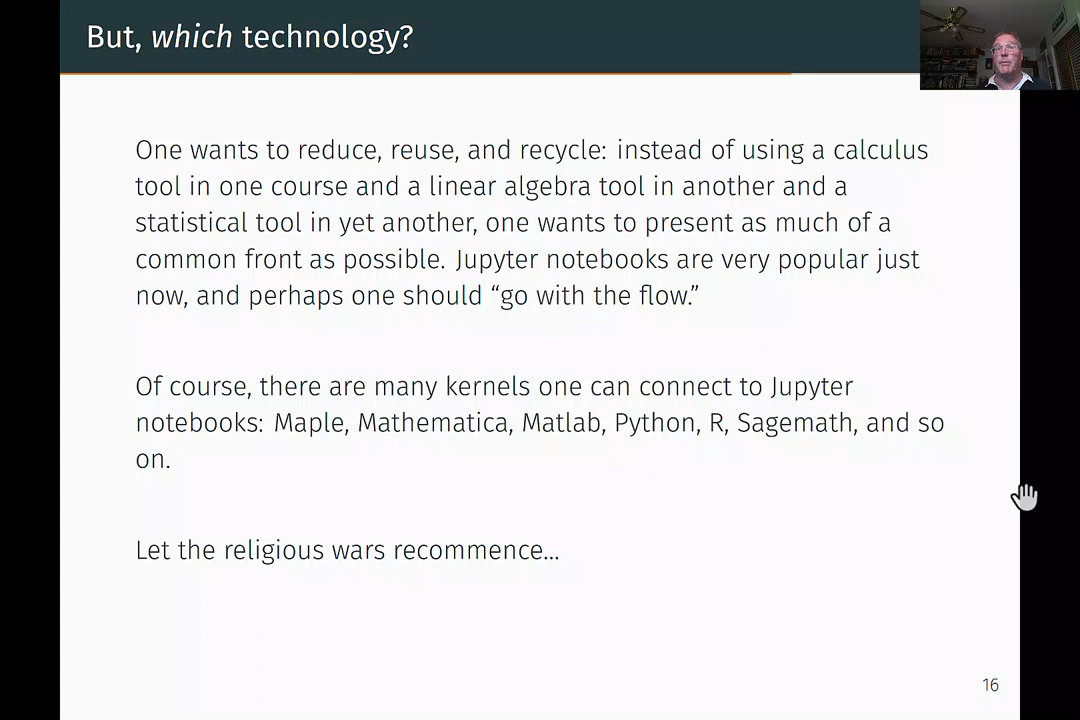 But, which technology?
One wants to reduce, reuse, and recycle: instead of using a calculus
tool in one course and a linear algebra tool in another and a
statistical tool in yet another, one wants to present as much of a
common front as possible. Jupyter notebooks are very popular just
now, and perhaps one should “go with the flow.”
Of course, there are many kernels one can connect to Jupyter
notebooks: Maple, Mathematica, Matlab, Python, R, Sagemath, and so
on.
Let the religious wars recommence...
16